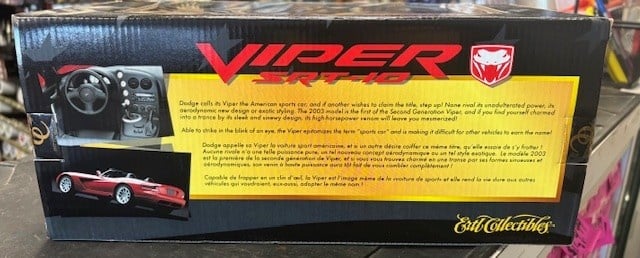 VIPER
SRT-10
Dodge calls its Viper the American sports car, and if another wishes to claim the title, step up! None rival its unadulterated power, its
aerodynamic new design or exotic styling. The 2003 model is the first of the Second Generation Viper, and if you find yourself charmed
into a trance by its sleek and sinewy design, its high-horsepower venom will leave you mesmerized!
Able to strike in the blink of an eye, the Viper epitomizes the term "sports car" and is making it difficult for other vehicles to earn the name!
Dodge appelle sa Viper la voiture sport américaine, et si un autre désire coiffer ce même titre, qu'elle essaie de s'y frotter !
Aucune rivale n'a une telle puissance pure, un tel nouveau concept aérodynamique ou un tel style exotique. Le modèle 2003
est la première de la seconde génération de Viper, et si vous vous trouvez charmé en une transe par ses formes sinueuses et
aérodynamiques, son venin à haute puissance aura tôt fait de vous combler complètement !
Capable de frapper en un clin d'œil, la Viper est l'image même de la voiture de sports et elle rend la vie dure aux autres
véhicules qui voudraient, eux-aussi, adopter le même nom !
Ertl Collectibles